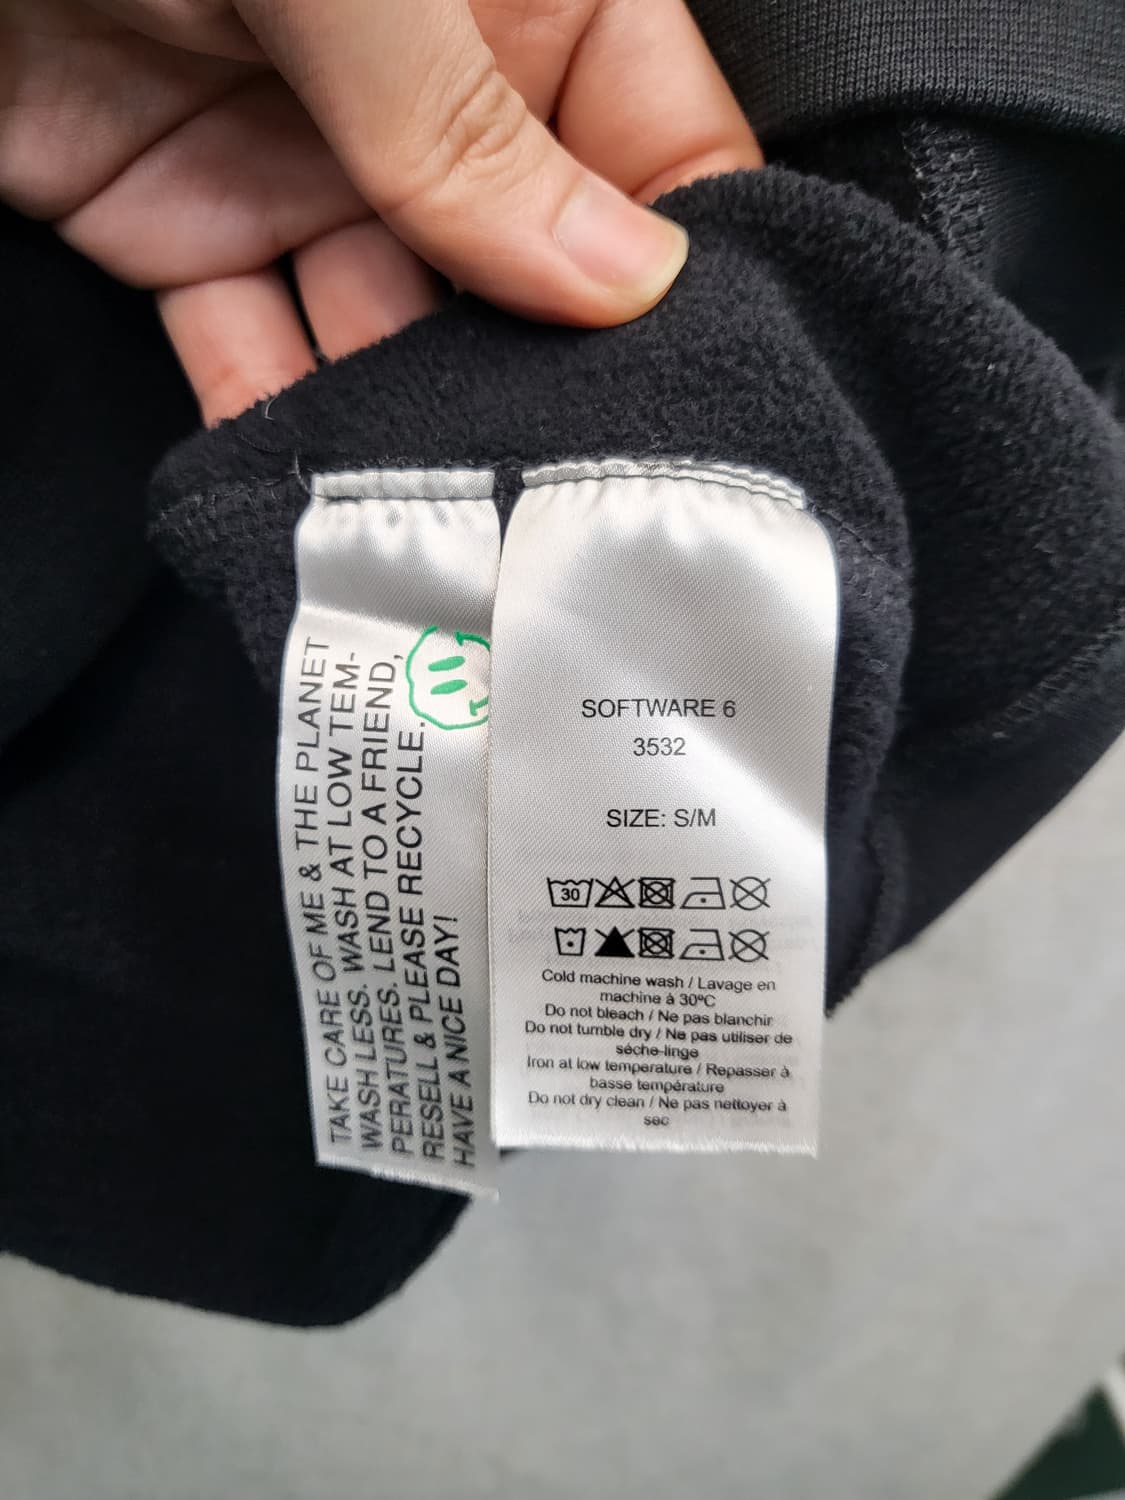 TAKE CARE OF ME & THE PLANET
WASH LESS. WASH AT LOW TEM-
PERATURES. LEND TO A FRIEND,
RESELL & PLEASE RECYCLE.
HAVE A NICE DAY!
SOFTWARE 6
3532
SIZE: S/M
30
Cold machine wash / Lavage en
machine à 30ºC
Do not bleach / Ne pas blanchir
Do not tumble dry / Ne pas utiliser de
séche-linge
Iron at low temperature / Repasser à
basse température
Do not dry clean / Ne pas nettoyer à
sec